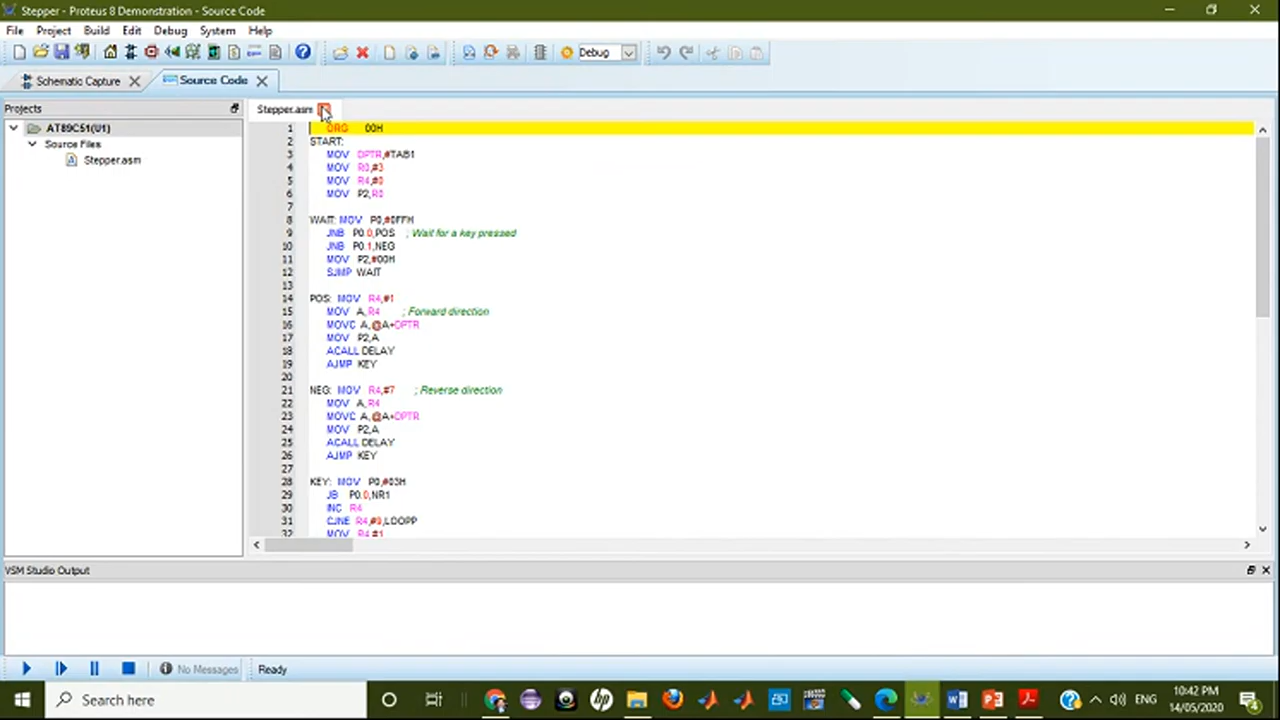 Stepper - Proteus 8 Demonstration - Source Code
File Project Build Edit Debug System Help
Debug
Schematic Capture
Source Code
Projects
AT89C51(U1)
Source Files
Stepper.asm
Stepper.asm
1 ORG 00H
2 START:
3 MOV DPTR,#TAB1
4 MOV R0,#3
5 MOV R4,#0
6 MOV P2,R0
7
8 WAIT: MOV P0,#0FFH
9 JNB P0.0,POS ; Wait for a key pressed
10 JNB P0.1,NEG
11 MOV P2,#00H
12 SJMP WAIT
13
14 POS: MOV R4,#1
15 MOV A,R4 ; Forward direction
16 MOVC A,@A+DPTR
17 MOV P2,A
18 ACALL DELAY
19 AJMP KEY
20
21 NEG: MOV R4,#7 ; Reverse direction
22 MOV A,R4
23 MOVC A,@A+DPTR
24 MOV P2,A
25 ACALL DELAY
26 AJMP KEY
27
28 KEY: MOV P0,#03H
29 JB P0.0,NR1
30 INC R4
31 CJNE R4,#9,LOOPP
32 MOV R4,#1
VSM Studio Output
No Messages
Ready
Search here
ENG
10:42 PM
14/05/2020